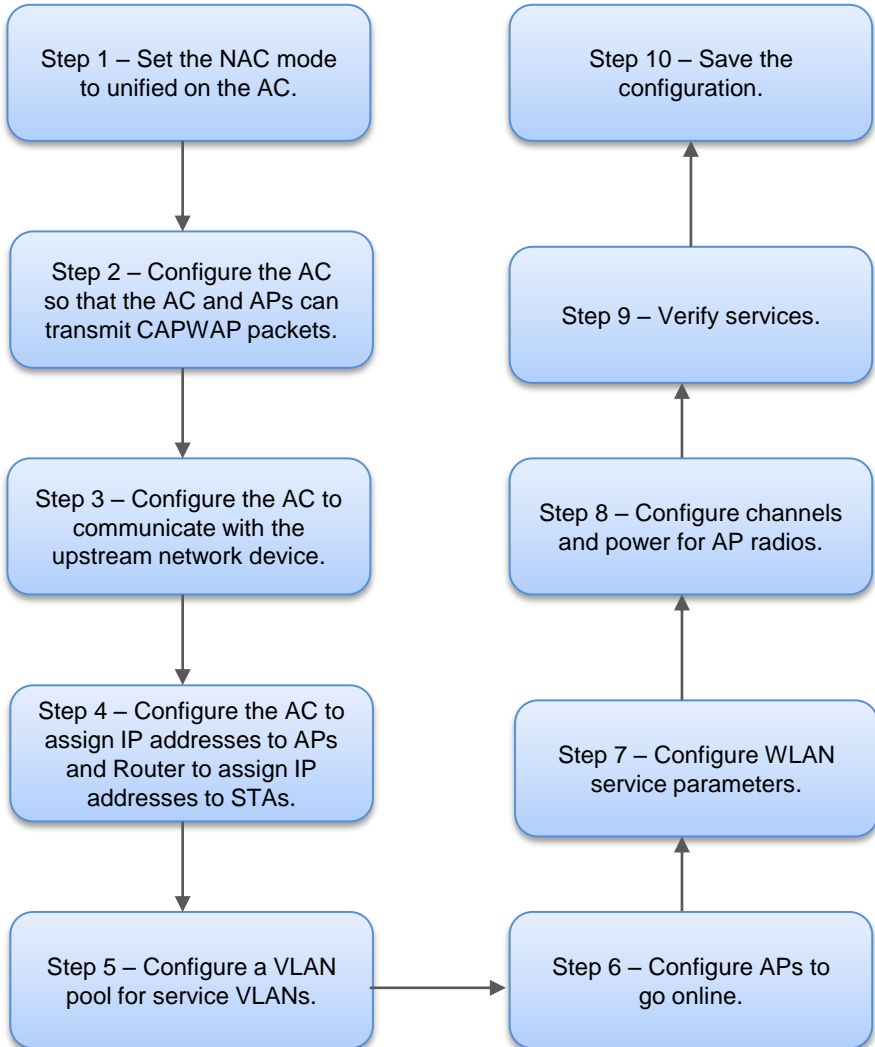 Step 1 – Set the NAC mode
to unified on the AC.
Step 2 – Configure the AC
so that the AC and APs can
transmit CAPWAP packets.
Step 3 – Configure the AC to
communicate with the
upstream network device.
Step 4 – Configure the AC to
assign IP addresses to APs
and Router to assign IP
addresses to STAs.
Step 5 – Configure a VLAN
pool for service VLANs.
Step 6 – Configure APs to
go online.
Step 7 – Configure WLAN
service parameters.
Step 8 – Configure channels
and power for AP radios.
Step 9 – Verify services.
Step 10 – Save the
configuration.